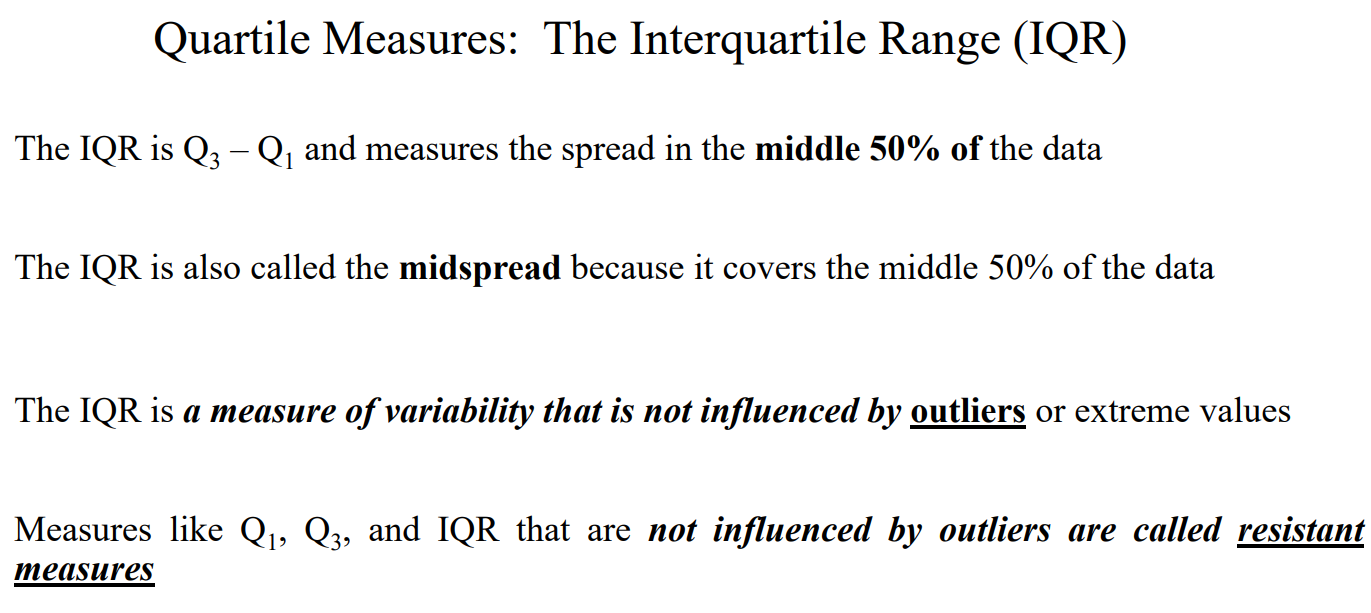 Quartile Measures: The Interquartile Range (IQR)
The IQR is Q₃ – Q₁ and measures the spread in the middle 50% of the data
The IQR is also called the midspread because it covers the middle 50% of the data
The IQR is a measure of variability that is not influenced by outliers or extreme values
Measures like Q₁, Q₃, and IQR that are not influenced by outliers are called resistant
measures